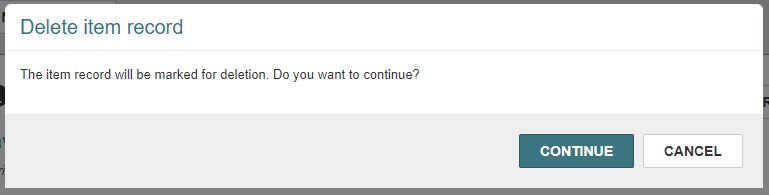 Delete item record
The item record will be marked for deletion. Do you want to continue?
CONTINUE CANCEL